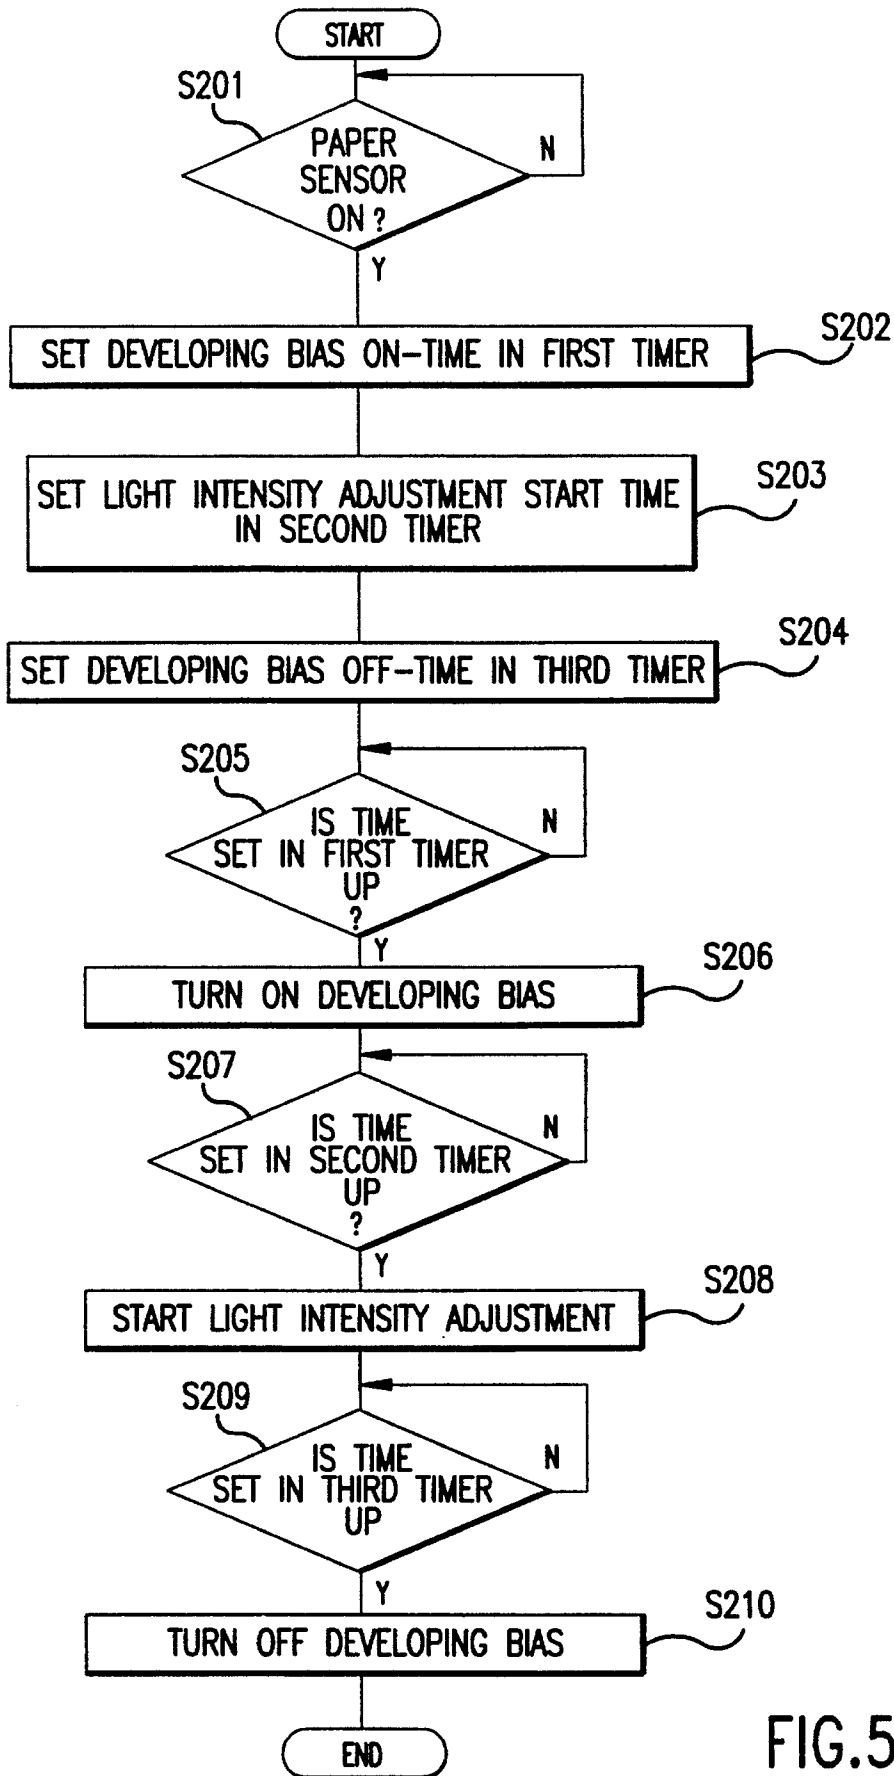 START
S201
PAPER
SENSOR
ON ?
N
Y
SET DEVELOPING BIAS ON-TIME IN FIRST TIMER
S202
SET LIGHT INTENSITY ADJUSTMENT START TIME
IN SECOND TIMER
S203
SET DEVELOPING BIAS OFF-TIME IN THIRD TIMER
S204
S205
IS TIME
SET IN FIRST TIMER
UP
?
N
Y
TURN ON DEVELOPING BIAS
S206
S207
IS TIME
SET IN SECOND TIMER
UP
?
N
Y
START LIGHT INTENSITY ADJUSTMENT
S208
S209
IS TIME
SET IN THIRD TIMER
UP
N
Y
TURN OFF DEVELOPING BIAS
S210
END
FIG.5